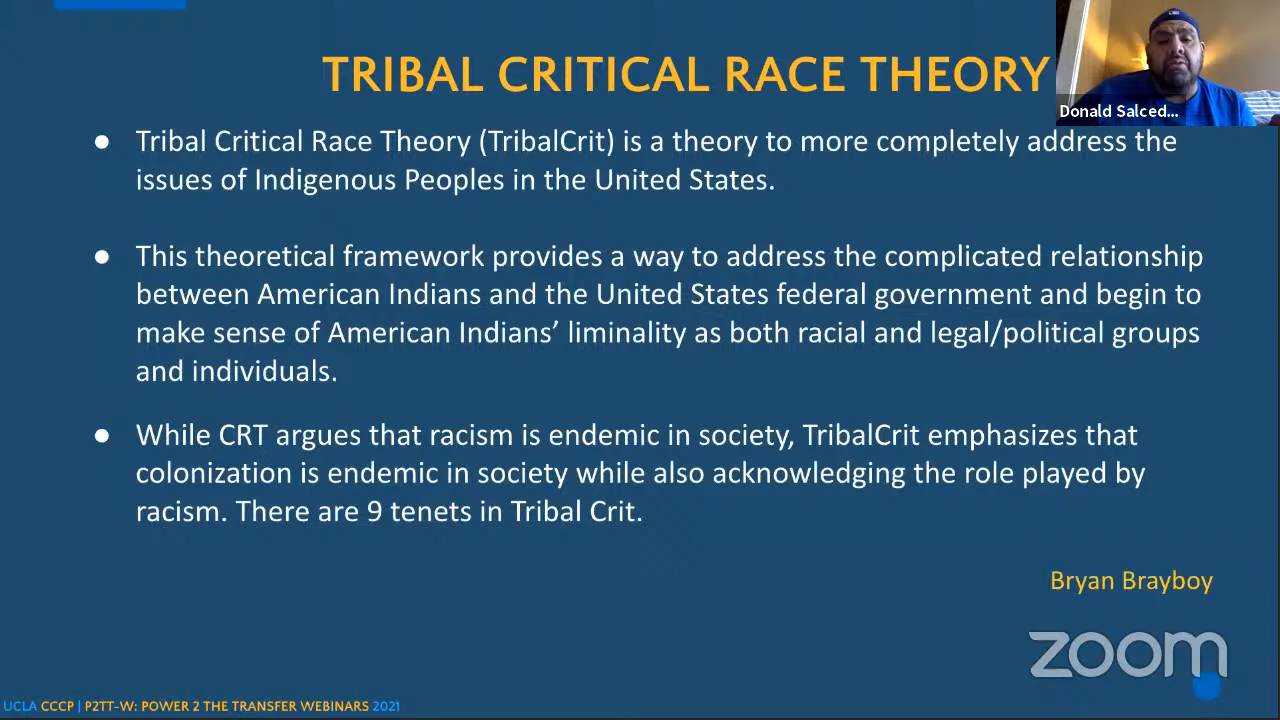 TRIBAL CRITICAL RACE THEORY
Donald Salced...
● Tribal Critical Race Theory (TribalCrit) is a theory to more completely address the
issues of Indigenous Peoples in the United States.
● This theoretical framework provides a way to address the complicated relationship
between American Indians and the United States federal government and begin to
make sense of American Indians’ liminality as both racial and legal/political groups
and individuals.
● While CRT argues that racism is endemic in society, TribalCrit emphasizes that
colonization is endemic in society while also acknowledging the role played by
racism. There are 9 tenets in Tribal Crit.
Bryan Brayboy
zoom
UCLA CCCP | P2TT-W: POWER 2 THE TRANSFER WEBINARS 2021